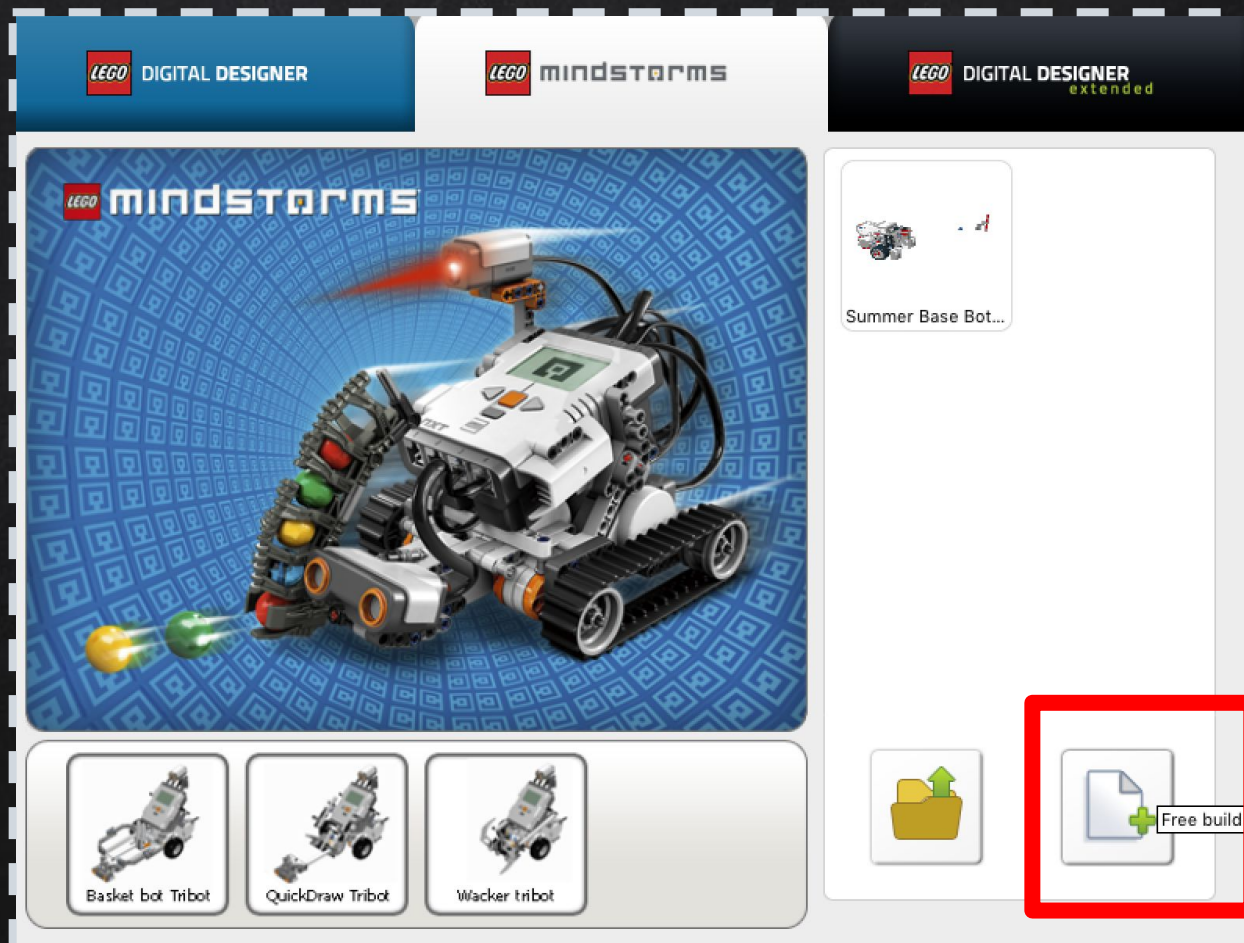 LEGO DIGITAL DESIGNER
LEGO mindstorms
LEGO DIGITAL DESIGNER
extended
LEGO mindstorms
NXT
Summer Base Bot...
Free build
Basket bot Tribot
QuickDraw Tribot
Wacker tribot